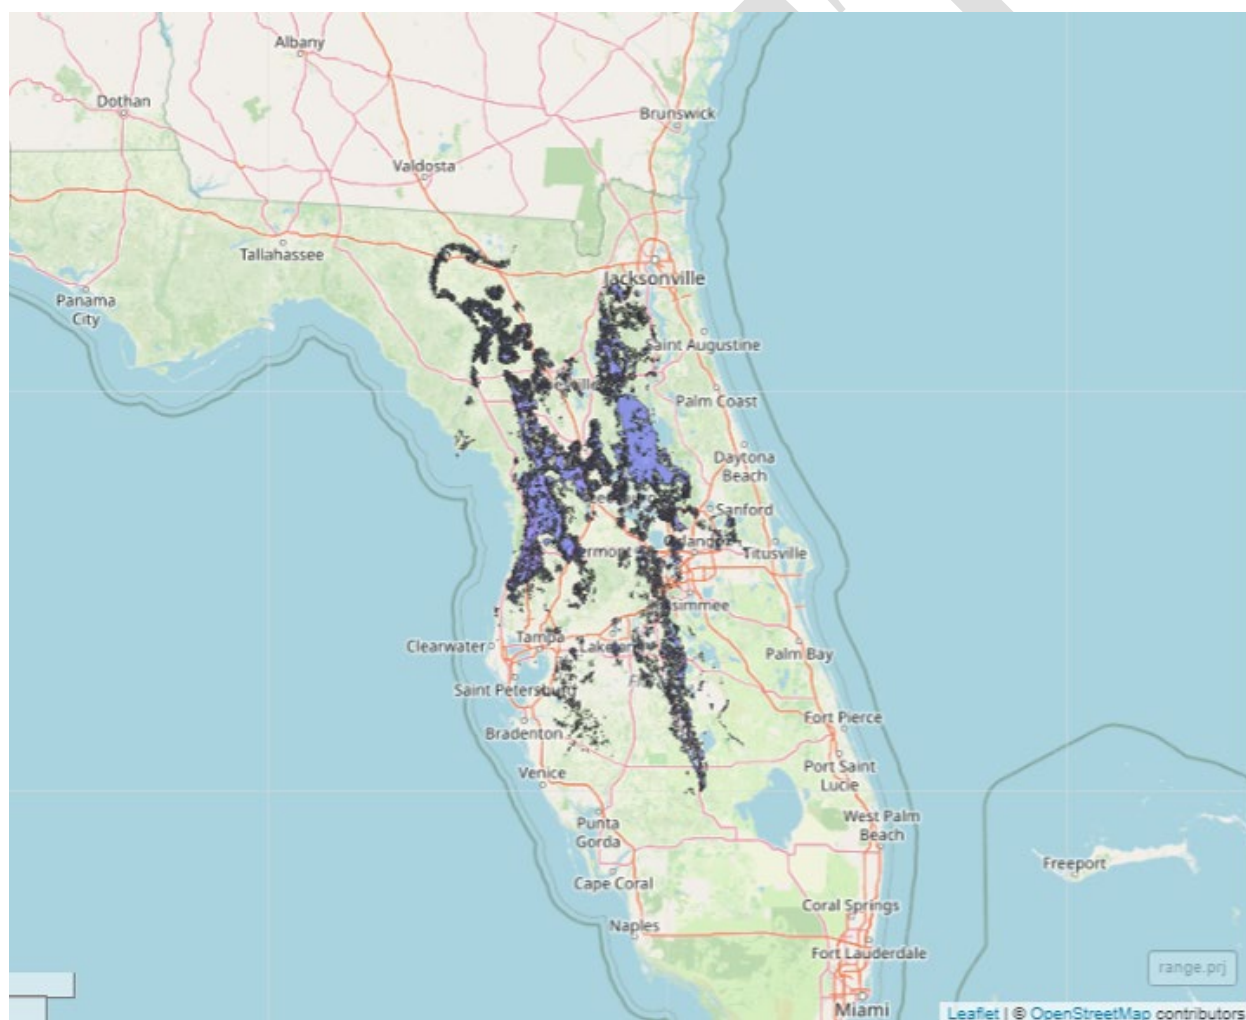 Albany
Dothan
Brunswick
Valdosta
Tallahassee
Jacksonville
Panama
City
Saint Augustine
Palm Coast
Daytona
Beach
Sanford
Titusville
Clearwater
Tampa
Palm Bay
Saint Petersburg
Fort Pierce
Bradenton
Venice
Port Saint
Lucie
West Palm
Beach
Punta
Gorda
Freeport
Cape Coral
Coral Springs
Naples
Fort Lauderdale
range.prj
Miami
Leaflet | © OpenStreetMap contributors